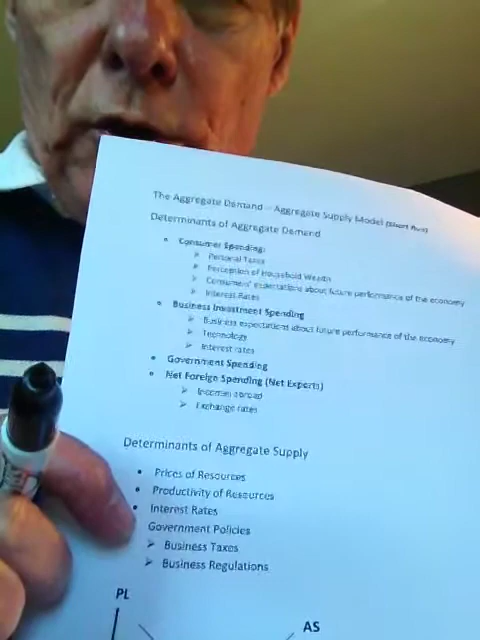 The Aggregate Demand – Aggregate Supply Model (Short Run)
Determinants of Aggregate Demand
• Consumer Spending:
➢ Personal Taxes
➢ Perception of Household Wealth
➢ Consumers' expectations about future performance of the economy
➢ Interest Rates
• Business Investment Spending
➢ Business expectations about future performance of the economy
➢ Technology
➢ Interest rates
• Government Spending
• Net Foreign Spending (Net Exports)
➢ Incomes abroad
➢ Exchange rates
Determinants of Aggregate Supply
• Prices of Resources
• Productivity of Resources
• Interest Rates
Government Policies
➢ Business Taxes
➢ Business Regulations
PL
AS